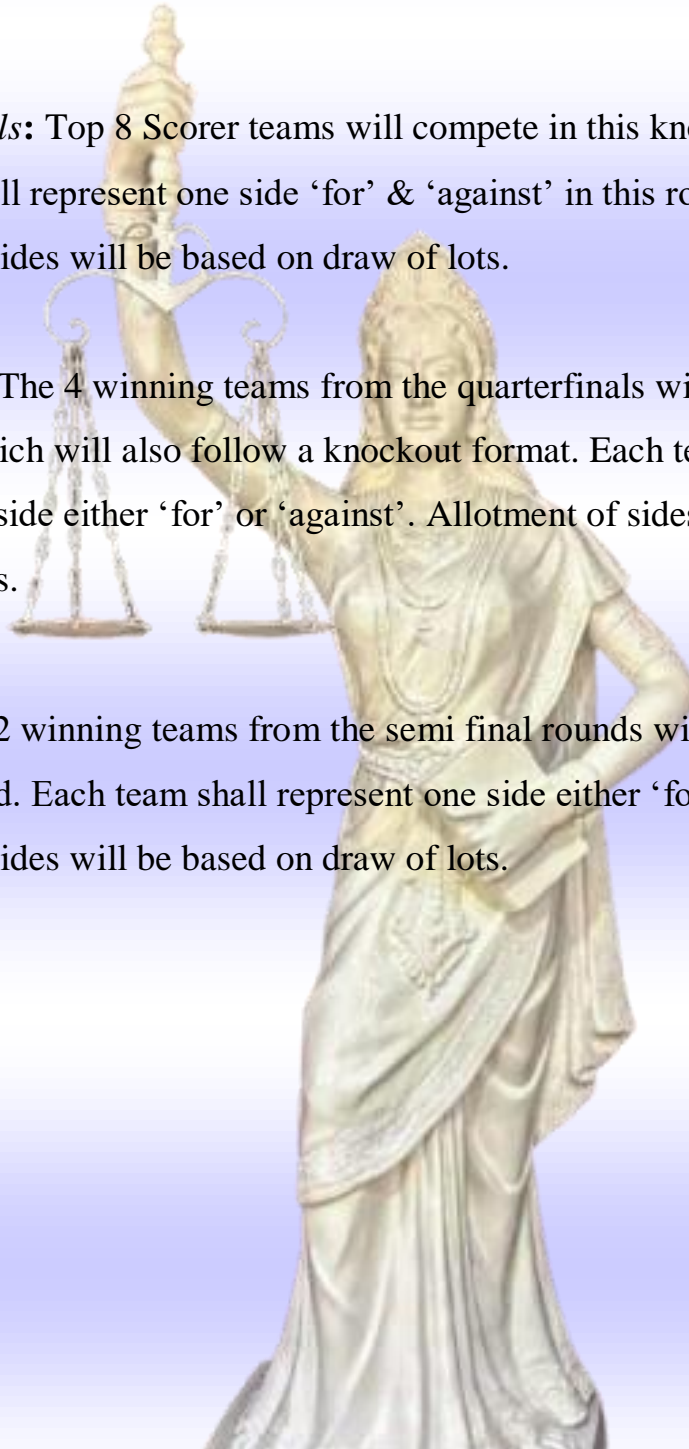 ls: Top 8 Scorer teams will compete in this kn
ll represent one side ‘for’ & ‘against’ in this ro
ides will be based on draw of lots.
The 4 winning teams from the quarterfinals wi
ich will also follow a knockout format. Each te
side either ‘for’ or ‘against’. Allotment of sides
s.
2 winning teams from the semi final rounds wi
d. Each team shall represent one side either ‘fo
ides will be based on draw of lots.